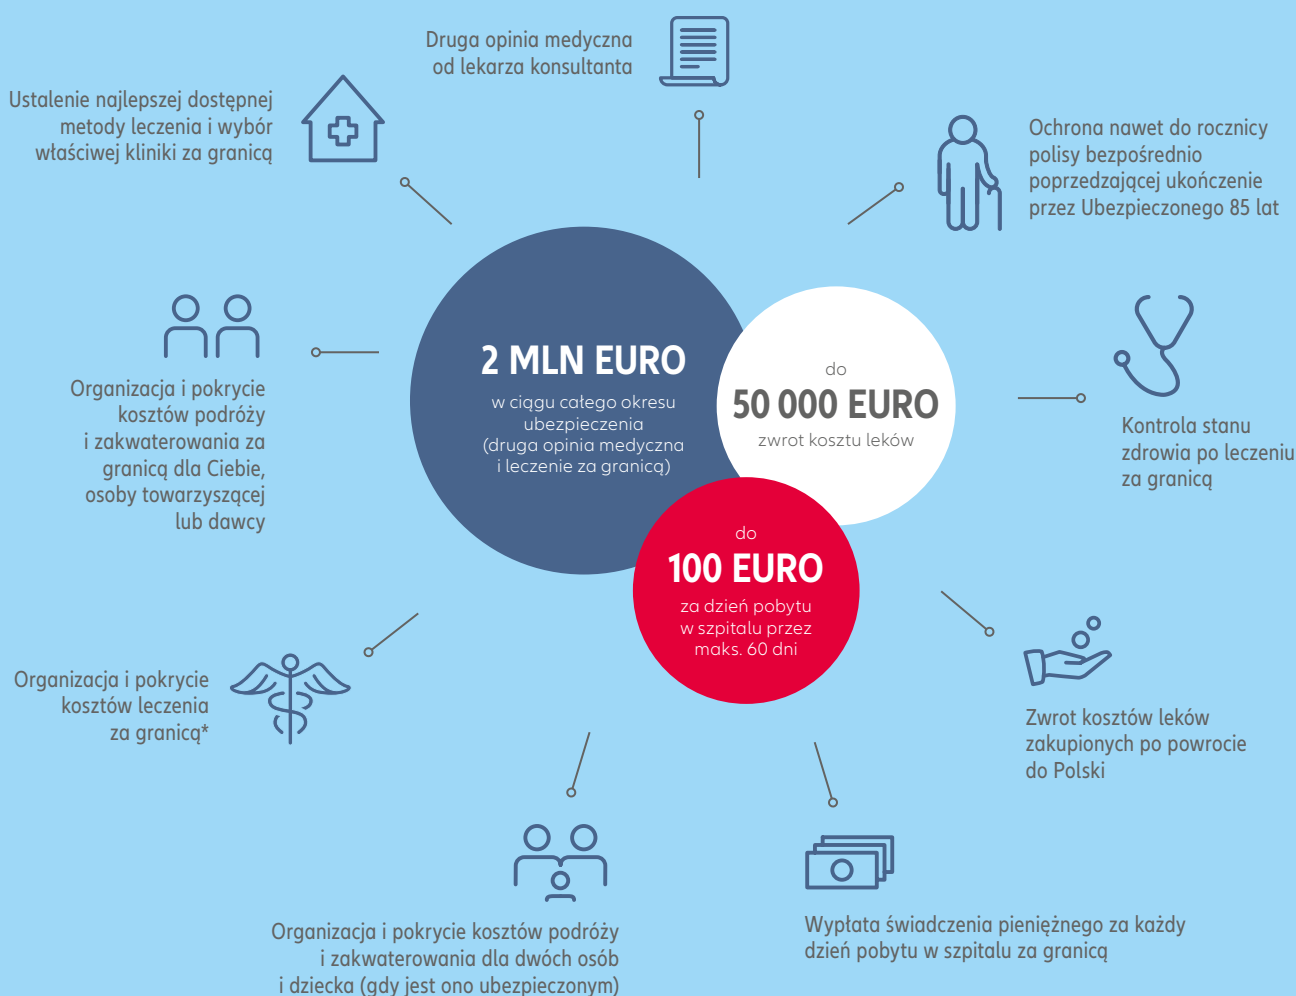 Druga opinia medyczna
od lekarza konsultanta
Ustalenie najlepszej dostępnej
metody leczenia i wybór
właściwej kliniki za granicą
Ochrona nawet do rocznicy
polisy bezpośrednio
poprzedzającej ukończenie
przez Ubezpieczonego 85 lat
2 MLN EURO
w ciągu całego okresu
ubezpieczenia
(druga opinia medyczna
i leczenie za granicą)
do
50 000 EURO
zwrot kosztu leków
Organizacja i pokrycie
kosztów podróży
i zakwaterowania za
granicą dla Ciebie,
osoby towarzyszącej
lub dawcy
Kontrola stanu
zdrowia po leczeniu
za granicą
do
100 EURO
za dzień pobytu
w szpitalu przez
maks. 60 dni
Organizacja i pokrycie
kosztów leczenia
za granicą*
Zwrot kosztów leków
zakupionych po powrocie
do Polski
Organizacja i pokrycie kosztów podróży
i zakwaterowania dla dwóch osób
i dziecka (gdy jest ono ubezpieczonym)
Wypłata świadczenia pieniężnego za każdy
dzień pobytu w szpitalu za granicą